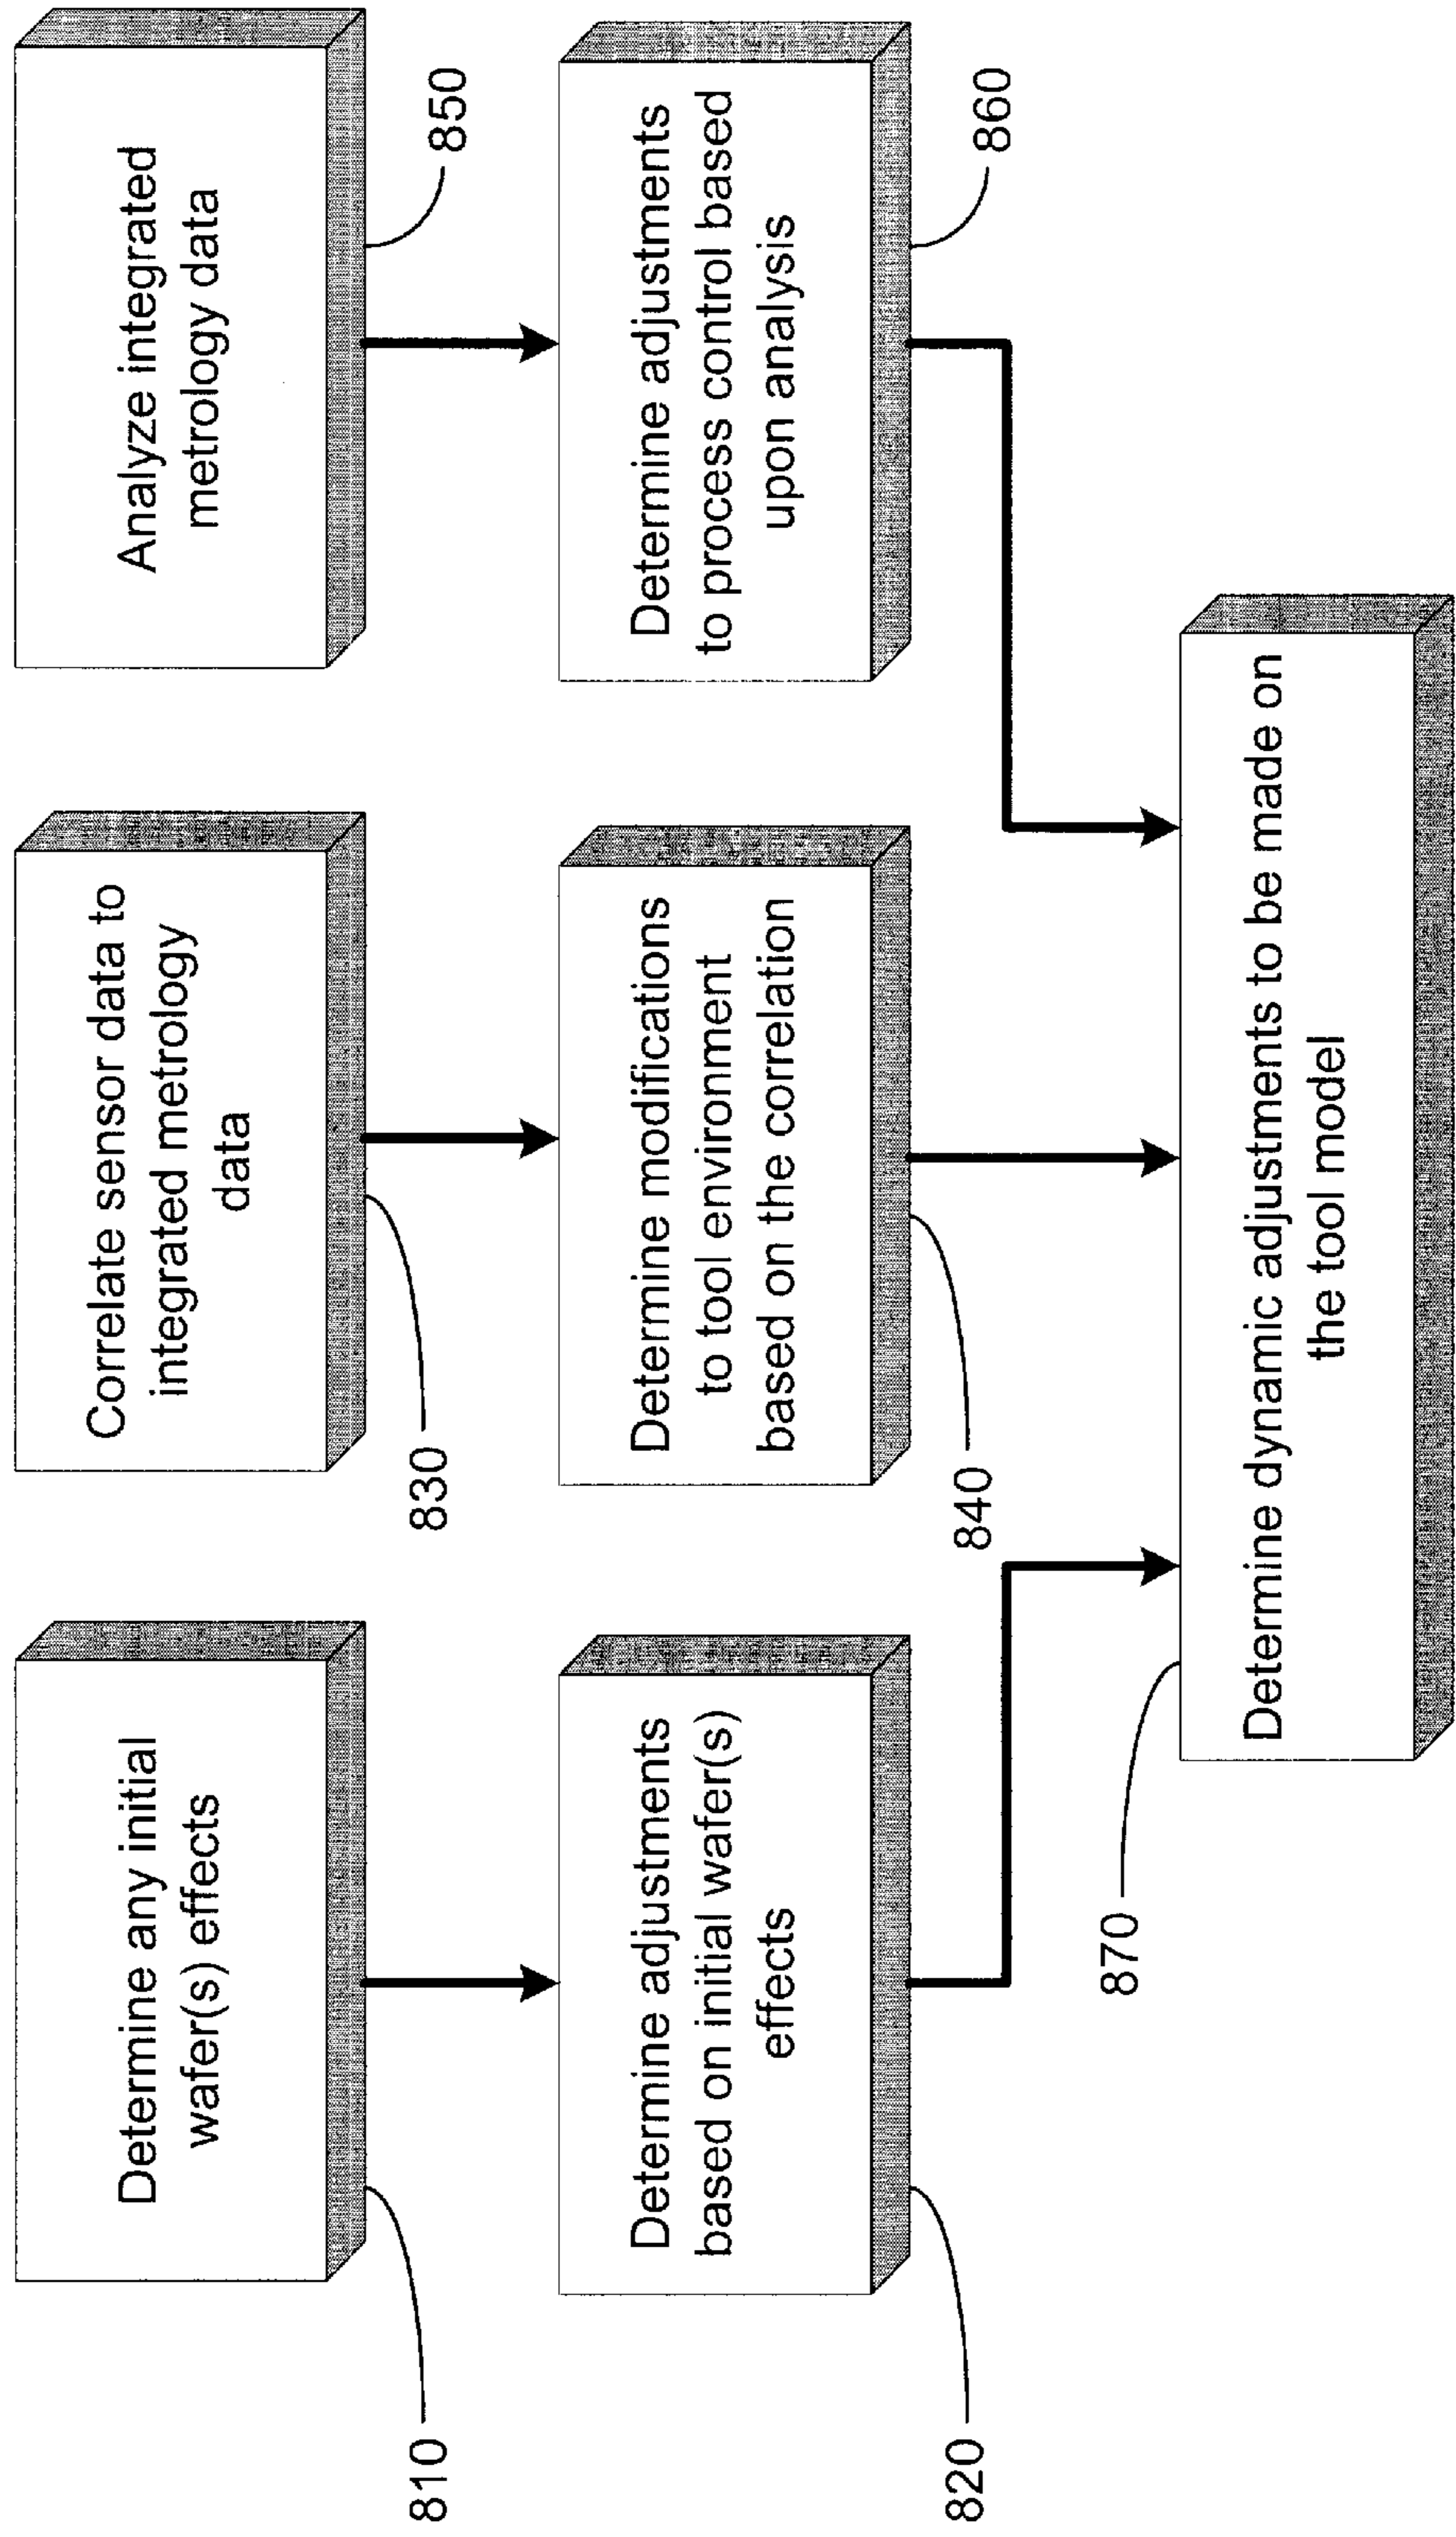 Determine any initial
wafer(s) effects
810
Determine adjustments
based on initial wafer(s)
effects
820
Correlate sensor data to
integrated metrology
data
830
Determine modifications
to tool environment
based on the correlation
840
Analyze integrated
metrology data
850
Determine adjustments
to process control based
upon analysis
860
870
Determine dynamic adjustments to be made on
the tool model